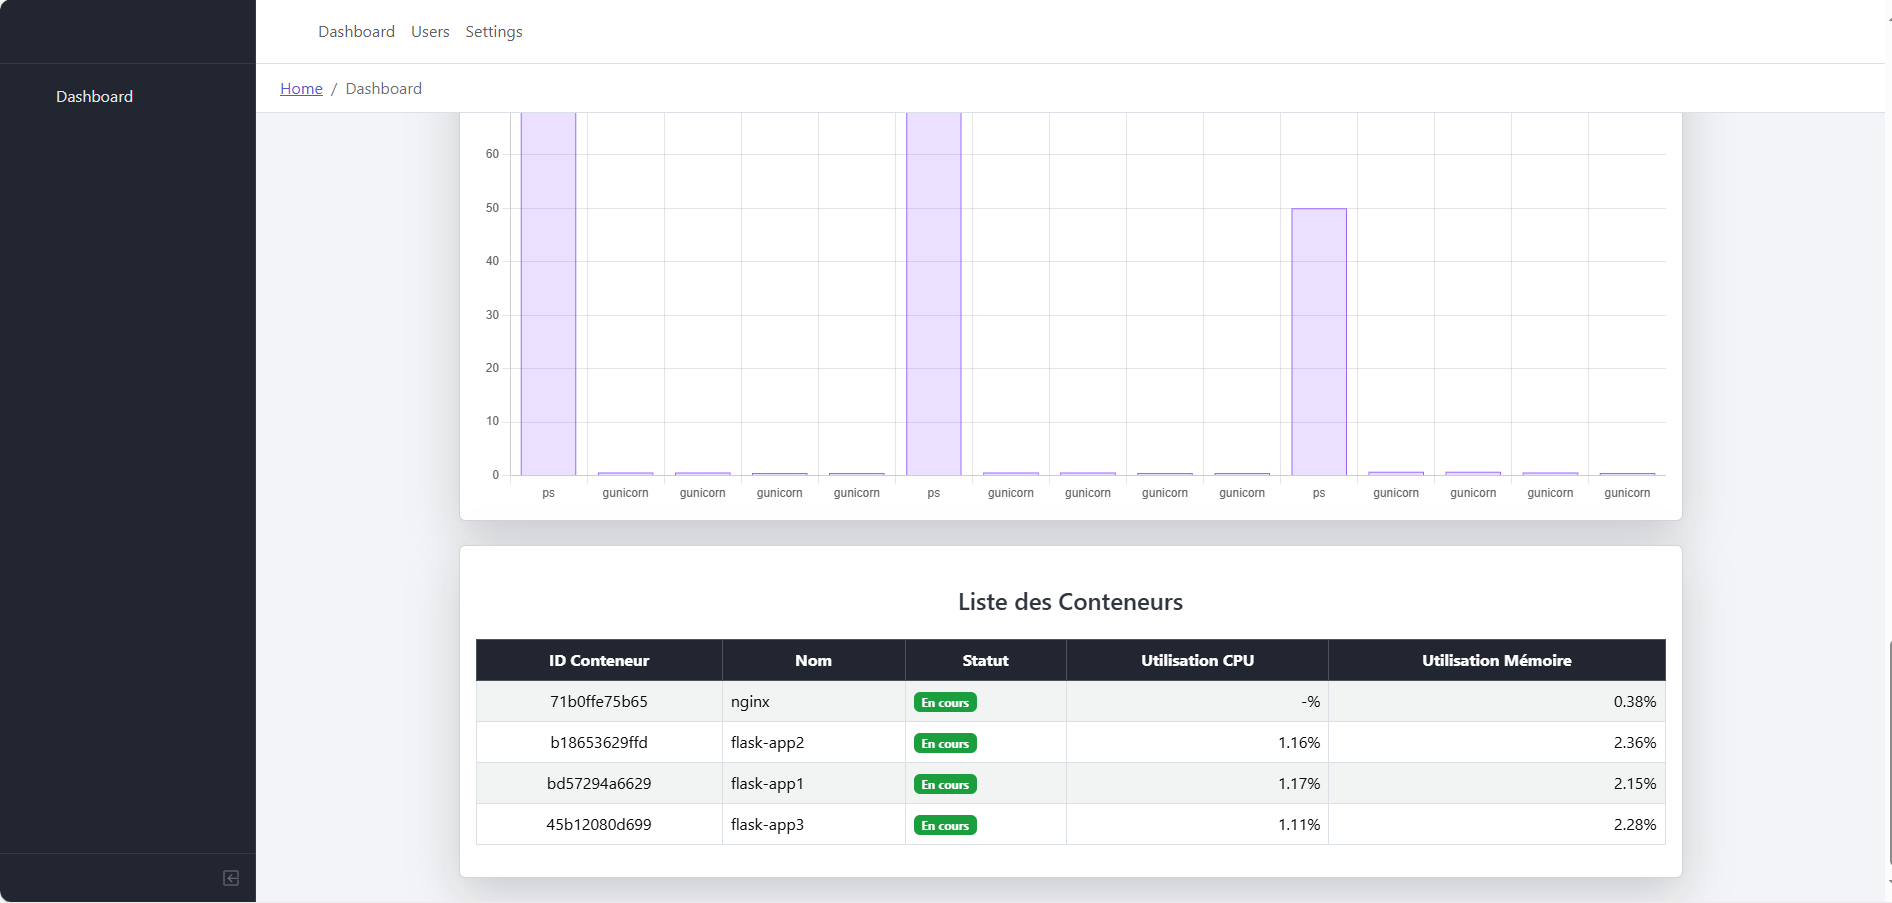 Dashboard Users Settings
Dashboard
Home / Dashboard
60
50
40
30
20
10
0
ps gunicorn gunicorn gunicorn gunicorn ps gunicorn gunicorn gunicorn gunicorn ps gunicorn gunicorn gunicorn gunicorn
Liste des Conteneurs
ID Conteneur Nom Statut Utilisation CPU Utilisation Mémoire
71b0ffe75b65 nginx En cours -% 0.38%
b18653629ffd flask-app2 En cours 1.16% 2.36%
bd57294a6629 flask-app1 En cours 1.17% 2.15%
45b12080d699 flask-app3 En cours 1.11% 2.28%